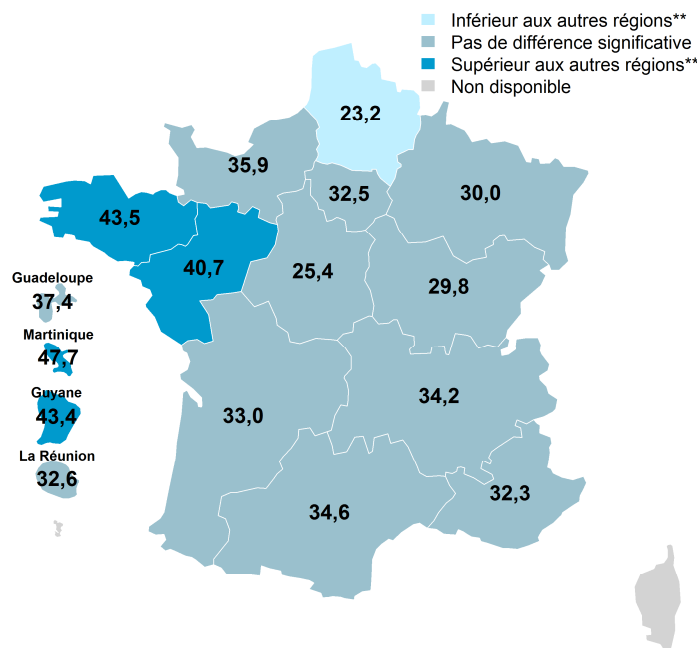 Inférieur aux autres régions**
Pas de différence significative
Supérieur aux autres régions**
Non disponible
23,2
35,9
32,5
30,0
43,5
40,7
25,4
29,8
Guadeloupe
37,4
Martinique
47,7
Guyane
43,4
La Réunion
32,6
33,0
34,2
34,6
32,3